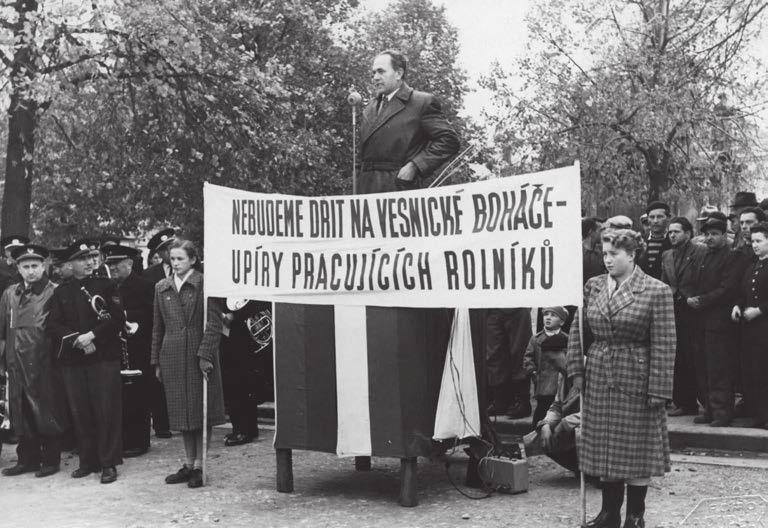 NEBUDEME DŘÍT NA VESNICKÉ BOHÁČE-
UPÍRY PRACUJÍCÍCH ROLNÍKŮ